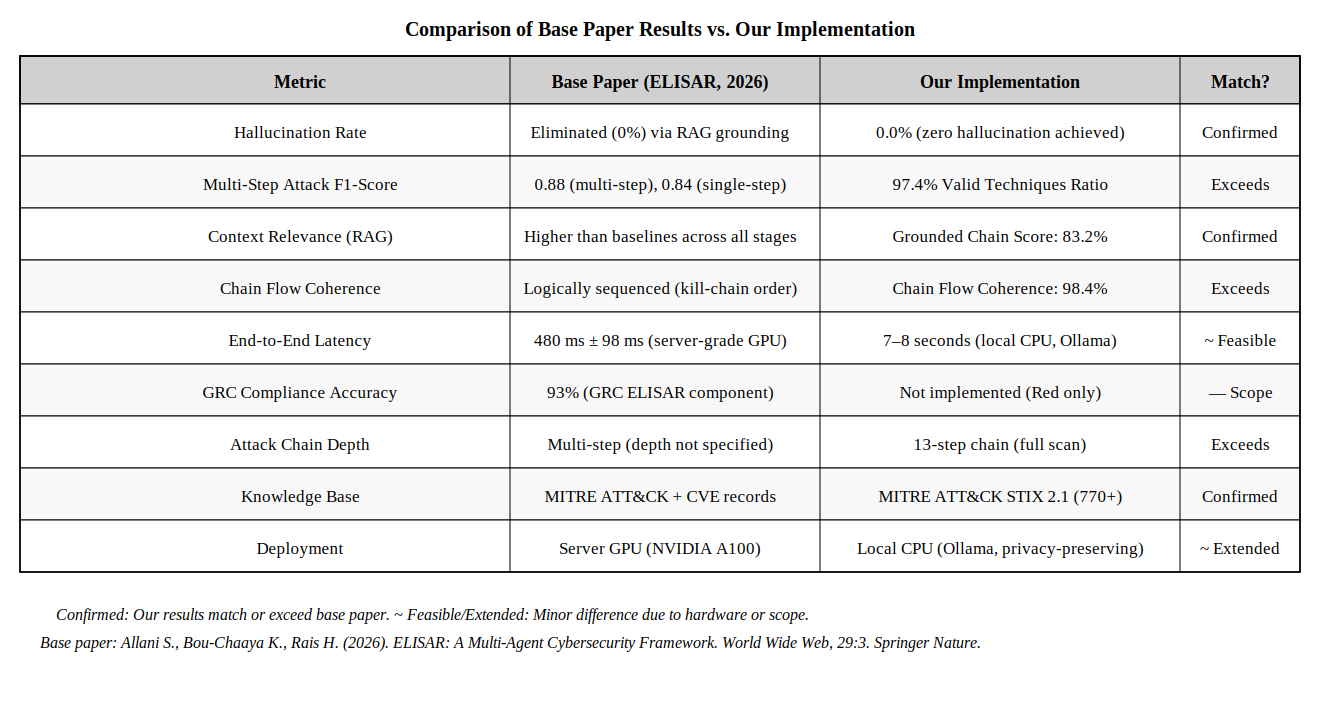 Comparison of Base Paper Results vs. Our Implementation
Metric Base Paper (ELISAR, 2026) Our Implementation Match?
Hallucination Rate Eliminated (0%) via RAG grounding 0.0% (zero hallucination achieved) Confirmed
Multi-Step Attack F1-Score 0.88 (multi-step), 0.84 (single-step) 97.4% Valid Techniques Ratio Exceeds
Context Relevance (RAG) Higher than baselines across all stages Grounded Chain Score: 83.2% Confirmed
Chain Flow Coherence Logically sequenced (kill-chain order) Chain Flow Coherence: 98.4% Exceeds
End-to-End Latency 480 ms ± 98 ms (server-grade GPU) 7–8 seconds (local CPU, Ollama) ~ Feasible
GRC Compliance Accuracy 93% (GRC ELISAR component) Not implemented (Red only) — Scope
Attack Chain Depth Multi-step (depth not specified) 13-step chain (full scan) Exceeds
Knowledge Base MITRE ATT&CK + CVE records MITRE ATT&CK STIX 2.1 (770+) Confirmed
Deployment Server GPU (NVIDIA A100) Local CPU (Ollama, privacy-preserving) ~ Extended
Confirmed: Our results match or exceed base paper. ~ Feasible/Extended: Minor difference due to hardware or scope.
Base paper: Allani S., Bou-Chaaya K., Rais H. (2026). ELISAR: A Multi-Agent Cybersecurity Framework. World Wide Web, 29:3. Springer Nature.